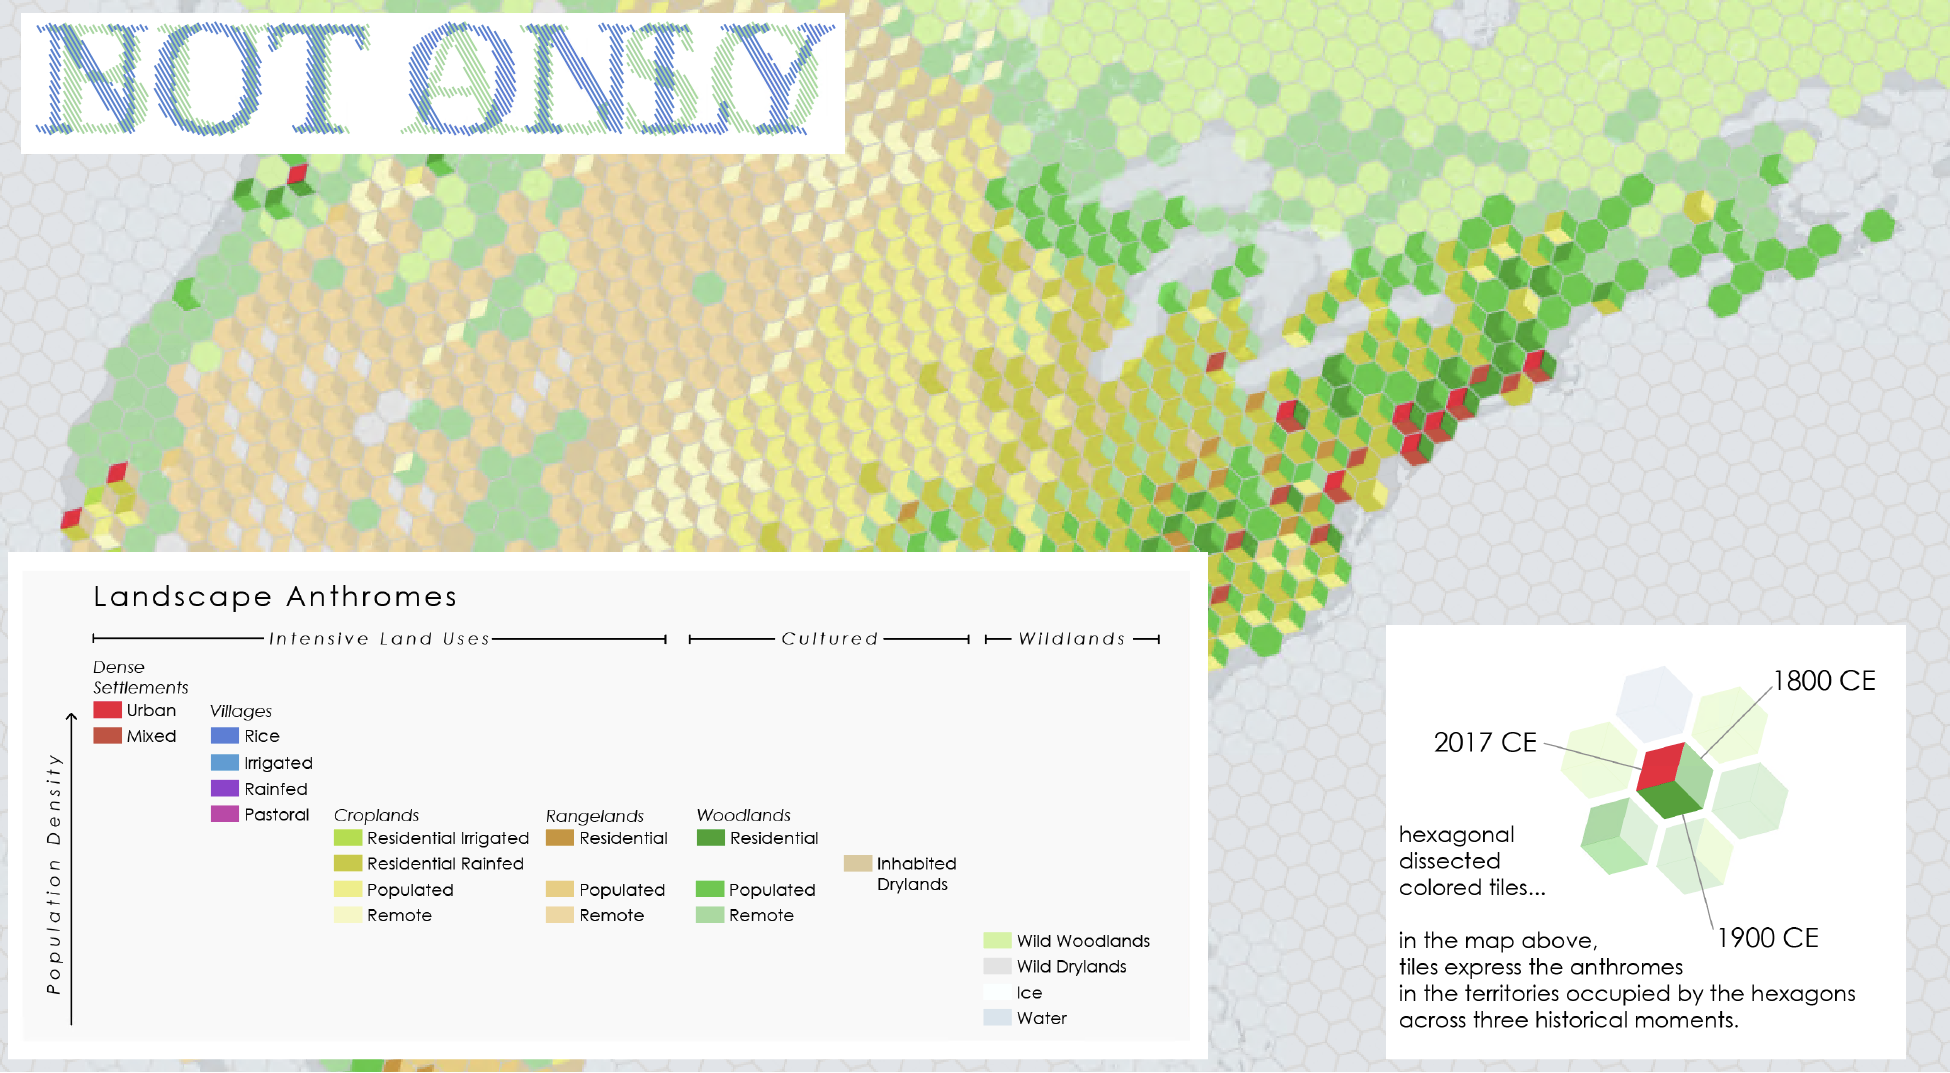 NOT ONLY
BUT ALSO
Landscape Anthromes
Intensive Land Uses
Cultured
Wildlands
Dense
Settlements
Urban
Mixed
Villages
Rice
Irrigated
Rainfed
Pastoral
Croplands
Residential Irrigated
Residential Rainfed
Populated
Remote
Rangelands
Residential
Populated
Remote
Woodlands
Residential
Populated
Remote
Inhabited
Drylands
Wild Woodlands
Wild Drylands
Ice
Water
Population Density
1800 CE
2017 CE
1900 CE
hexagonal
dissected
colored tiles...
in the map above,
tiles express the anthromes
in the territories occupied by the hexagons
across three historical moments.